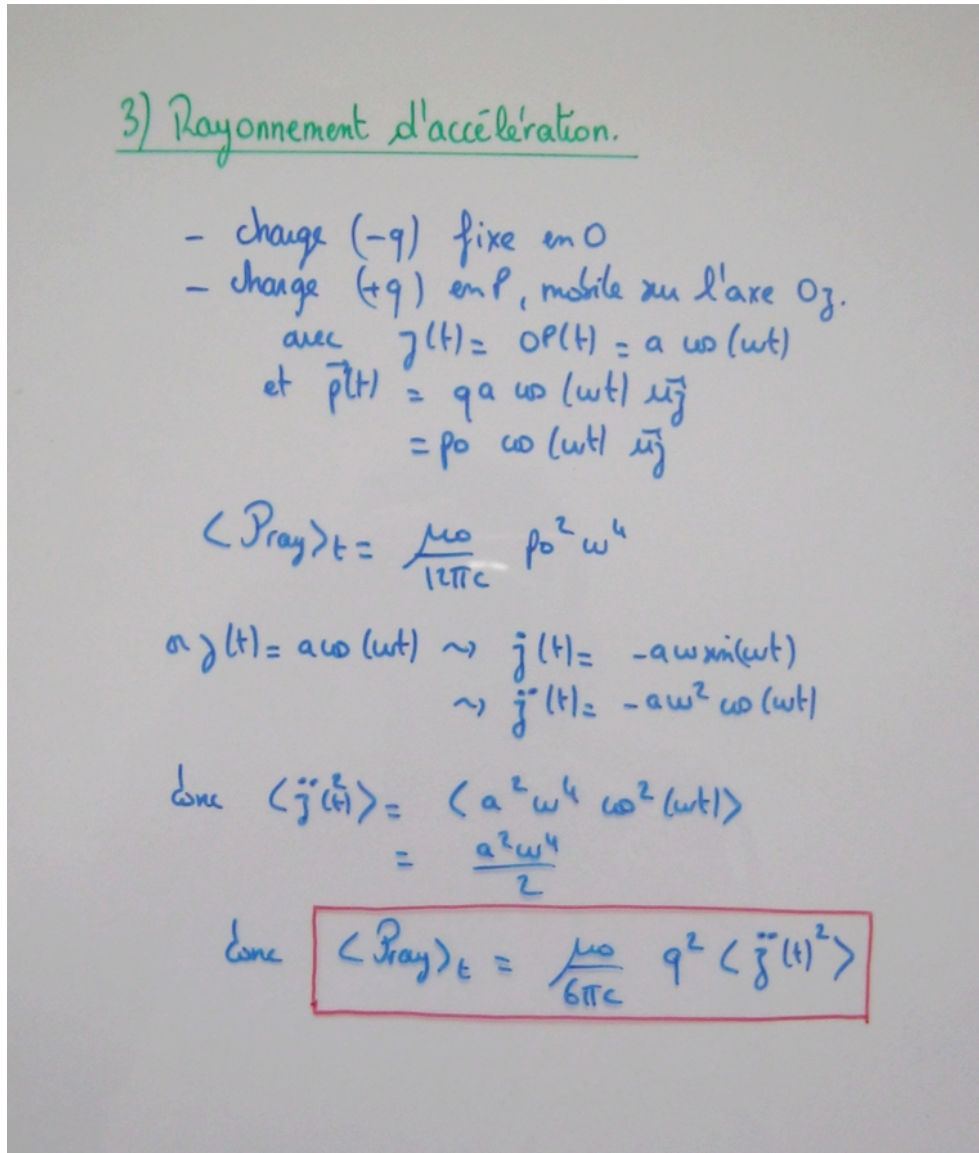 3) Rayonnement d'accélération.
- charge (-q) fixe en O
- charge (+q) en P, mobile sur l'axe Oz.
avec z(t) = OP(t) = a cos (ωt)
et p⃗(t) = qa cos (ωt) u⃗z
= p₀ cos (ωt) u⃗z
<Pray>t = μ₀/12πc p₀² ω⁴
or z(t) = a cos (ωt) ⇝ ż(t) = -aω sin(ωt)
⇝ z̈(t) = -aω² cos (ωt)
donc <z̈(t)²> = <a²ω⁴ cos² (ωt)>
= a²ω⁴/2
donc <Pray>t = μ₀/6πc q² <z̈(t)²>